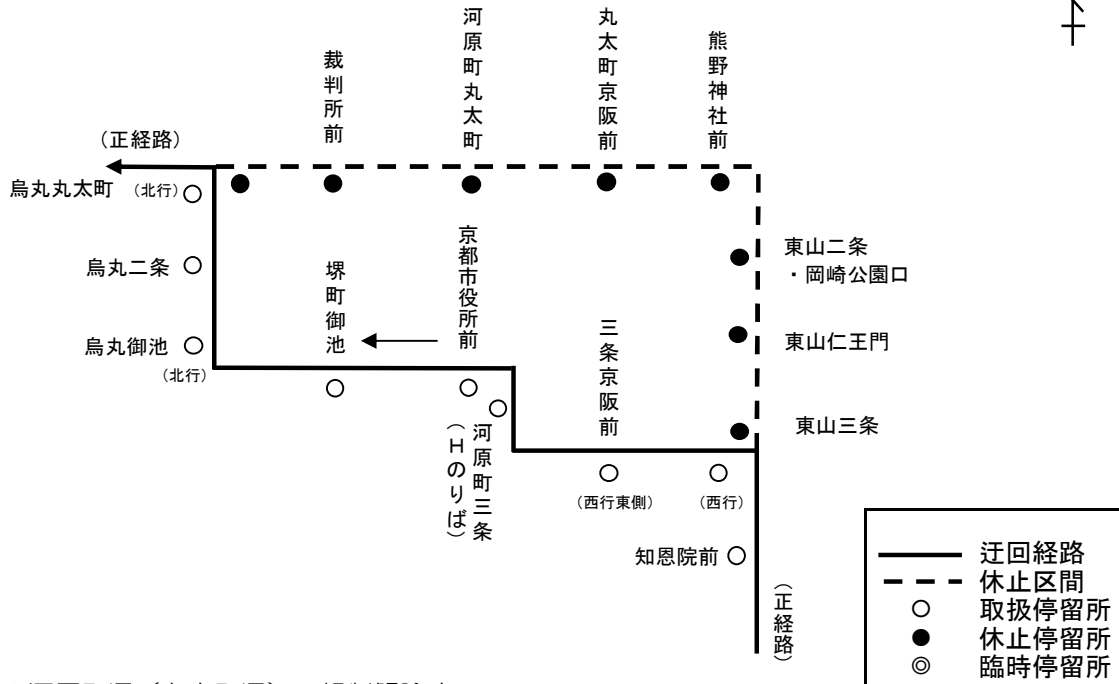 河原町丸太町
丸太町京阪前
熊野神社前
裁判所前
（正経路）
烏丸丸太町 （北行）
京都市役所前
東山二条
・岡崎公園口
烏丸二条
堺町御池
三条京阪前
東山仁王門
烏丸御池
（北行）
東山三条
河原町三条
（Hのりば）
（西行東側）
（西行）
知恩院前
（正経路）
迂回経路
休止区間
取扱停留所
休止停留所
臨時停留所